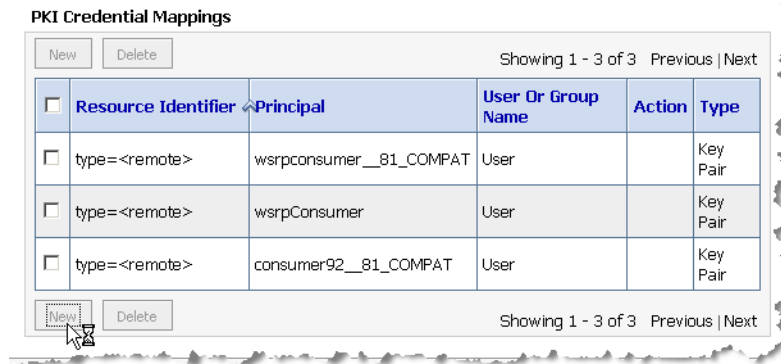 PKI Credential Mappings
New Delete Showing 1 - 3 of 3 Previous | Next
Resource Identifier Principal User Or Group Name Action Type
type=<remote> wsrpconsumer__81_COMPAT User Key Pair
type=<remote> wsrpConsumer User Key Pair
type=<remote> consumer92__81_COMPAT User Key Pair
New Delete Showing 1 - 3 of 3 Previous | Next